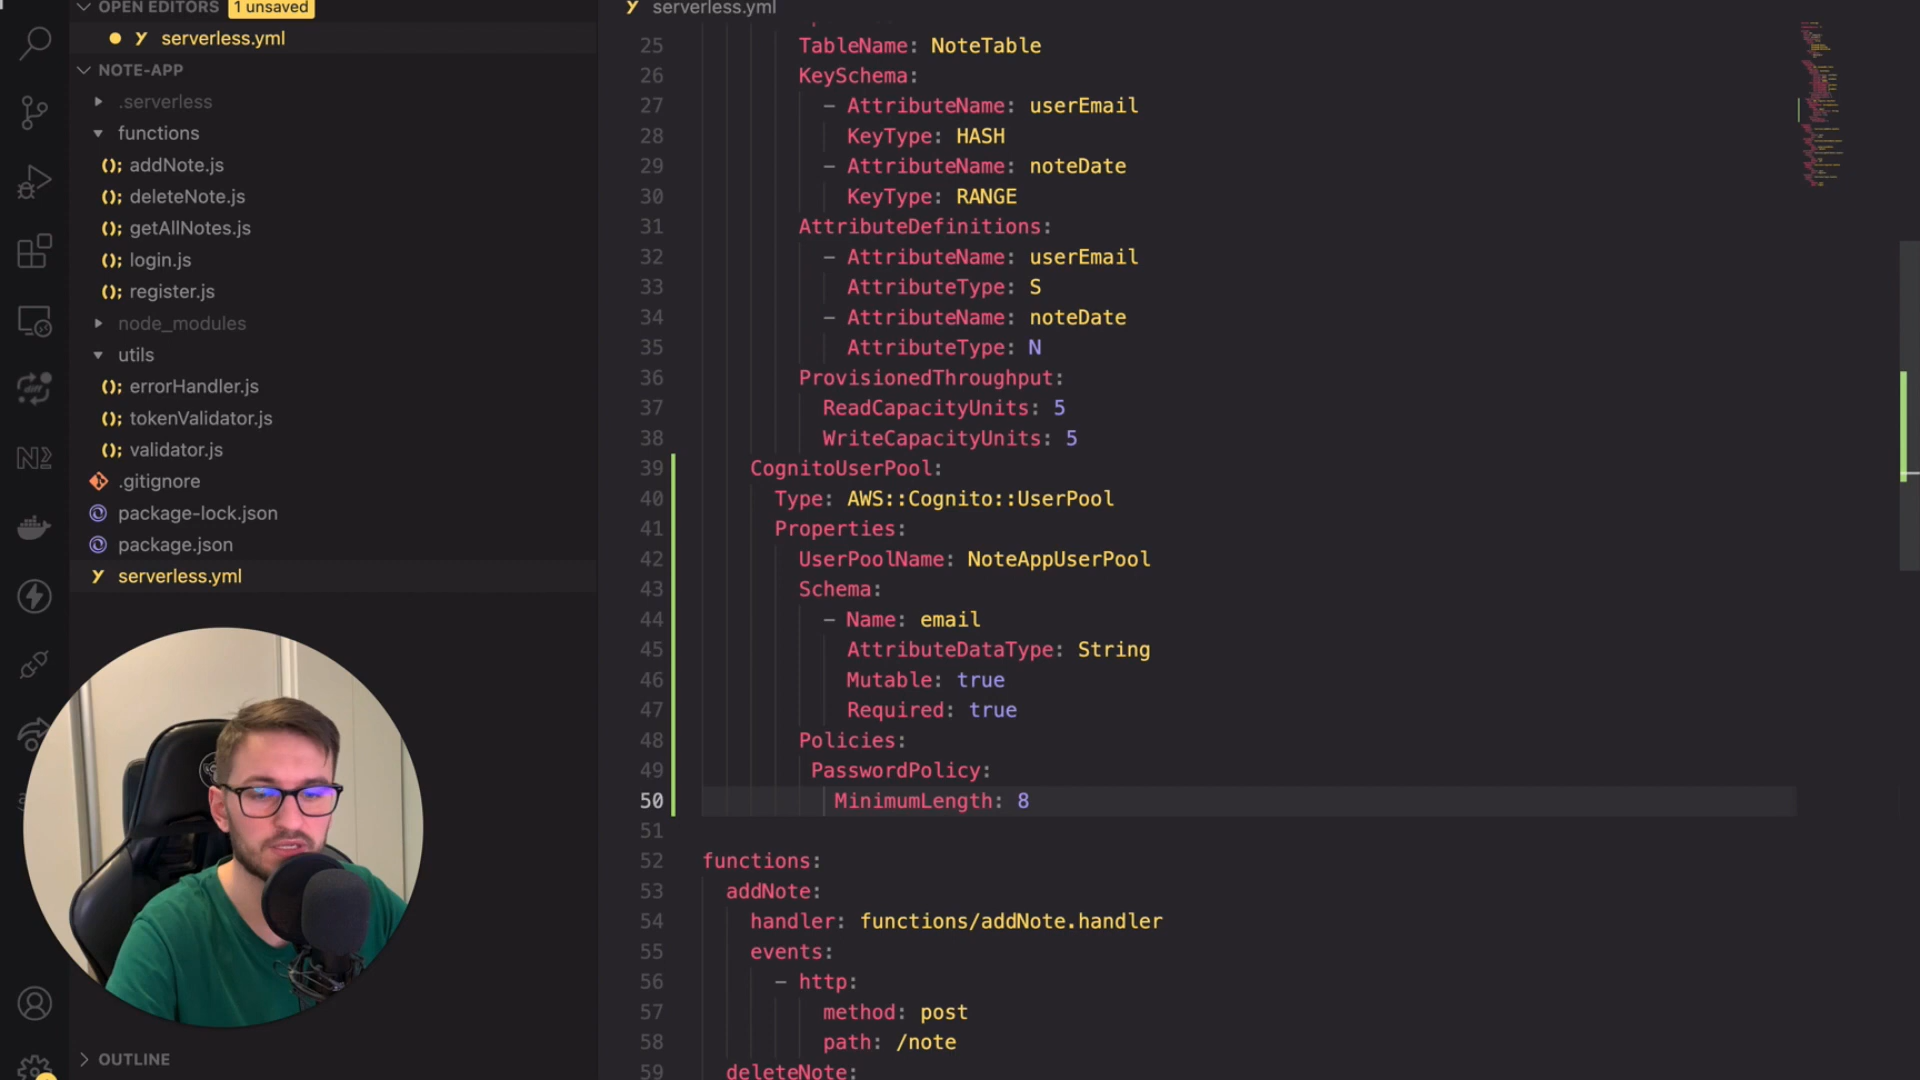 OPEN EDITORS 1 unsaved
serverless.yml
NOTE-APP
.serverless
functions
(); addNote.js
(); deleteNote.js
(); getAllNotes.js
(); login.js
(); register.js
node_modules
utils
(); errorHandler.js
(); tokenValidator.js
(); validator.js
.gitignore
package-lock.json
package.json
Y serverless.yml
OUTLINE
Y serverless.yml
25 TableName: NoteTable
26 KeySchema:
27 - AttributeName: userEmail
28 KeyType: HASH
29 - AttributeName: noteDate
30 KeyType: RANGE
31 AttributeDefinitions:
32 - AttributeName: userEmail
33 AttributeType: S
34 - AttributeName: noteDate
35 AttributeType: N
36 ProvisionedThroughput:
37 ReadCapacityUnits: 5
38 WriteCapacityUnits: 5
39 CognitoUserPool:
40 Type: AWS::Cognito::UserPool
41 Properties:
42 UserPoolName: NoteAppUserPool
43 Schema:
44 - Name: email
45 AttributeDataType: String
46 Mutable: true
47 Required: true
48 Policies:
49 PasswordPolicy:
50 MinimumLength: 8
51
52 functions:
53 addNote:
54 handler: functions/addNote.handler
55 events:
56 - http:
57 method: post
58 path: /note
59 deleteNote: